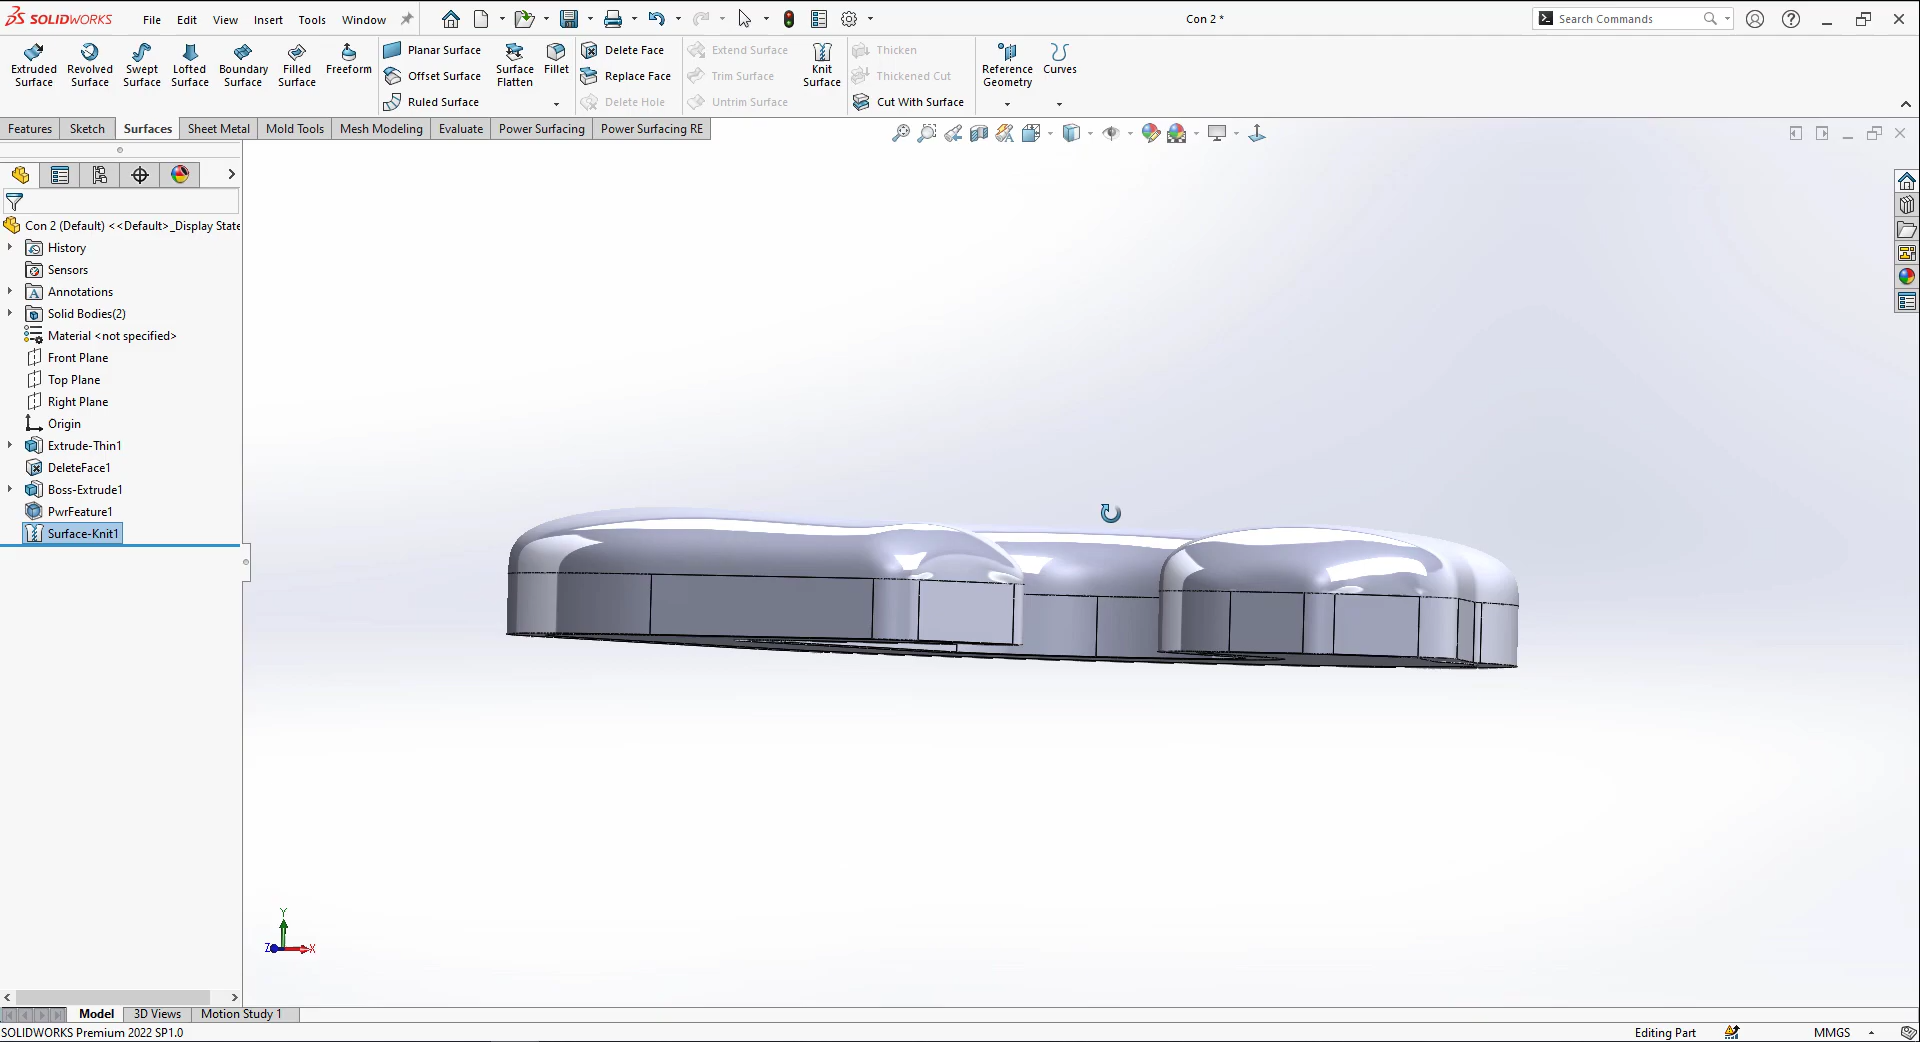 SOLIDWORKS File Edit View Insert Tools Window Con 2 * Search Commands
Extruded Surface
Revolved Surface
Swept Surface
Lofted Surface
Boundary Surface
Filled Surface
Freeform
Planar Surface
Offset Surface
Ruled Surface
Surface Flatten
Fillet
Delete Face
Replace Face
Delete Hole
Extend Surface
Trim Surface
Untrim Surface
Knit Surface
Thicken
Thickened Cut
Cut With Surface
Reference Geometry
Curves
Features Sketch Surfaces Sheet Metal Mold Tools Mesh Modeling Evaluate Power Surfacing Power Surfacing RE
Con 2 (Default) <<Default>_Display State
History
Sensors
Annotations
Solid Bodies(2)
Material <not specified>
Front Plane
Top Plane
Right Plane
Origin
Extrude-Thin1
DeleteFace1
Boss-Extrude1
PwrFeature1
Surface-Knit1
Y
Z X
Model 3D Views Motion Study 1
SOLIDWORKS Premium 2022 SP1.0 Editing Part MMGS